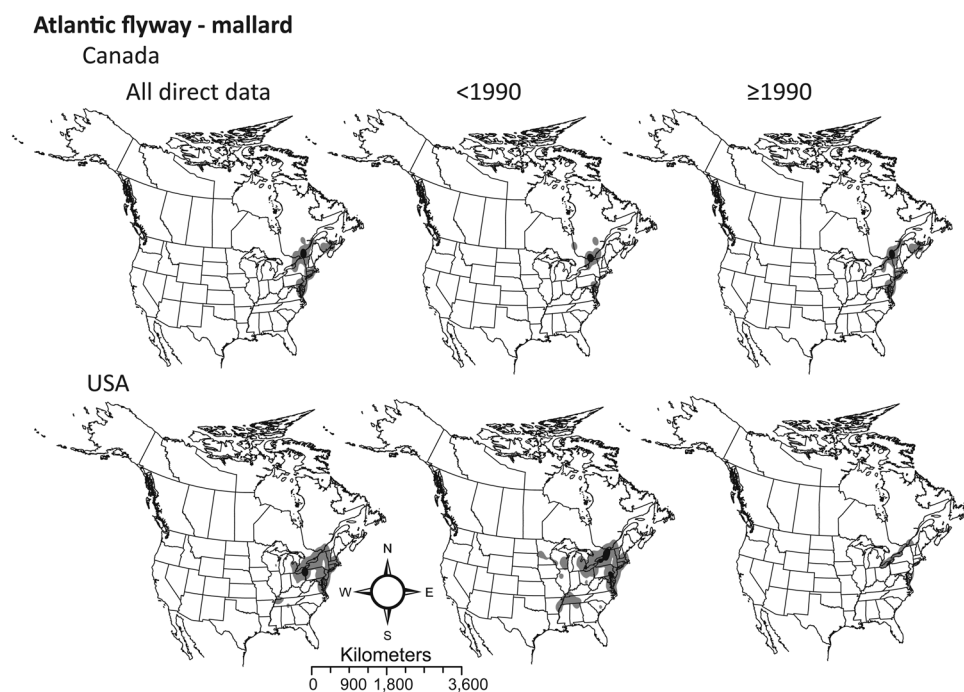 Atlantic flyway - mallard
Canada
All direct data <1990 ≥1990
USA
N
W E
S
Kilometers
0 900 1,800 3,600